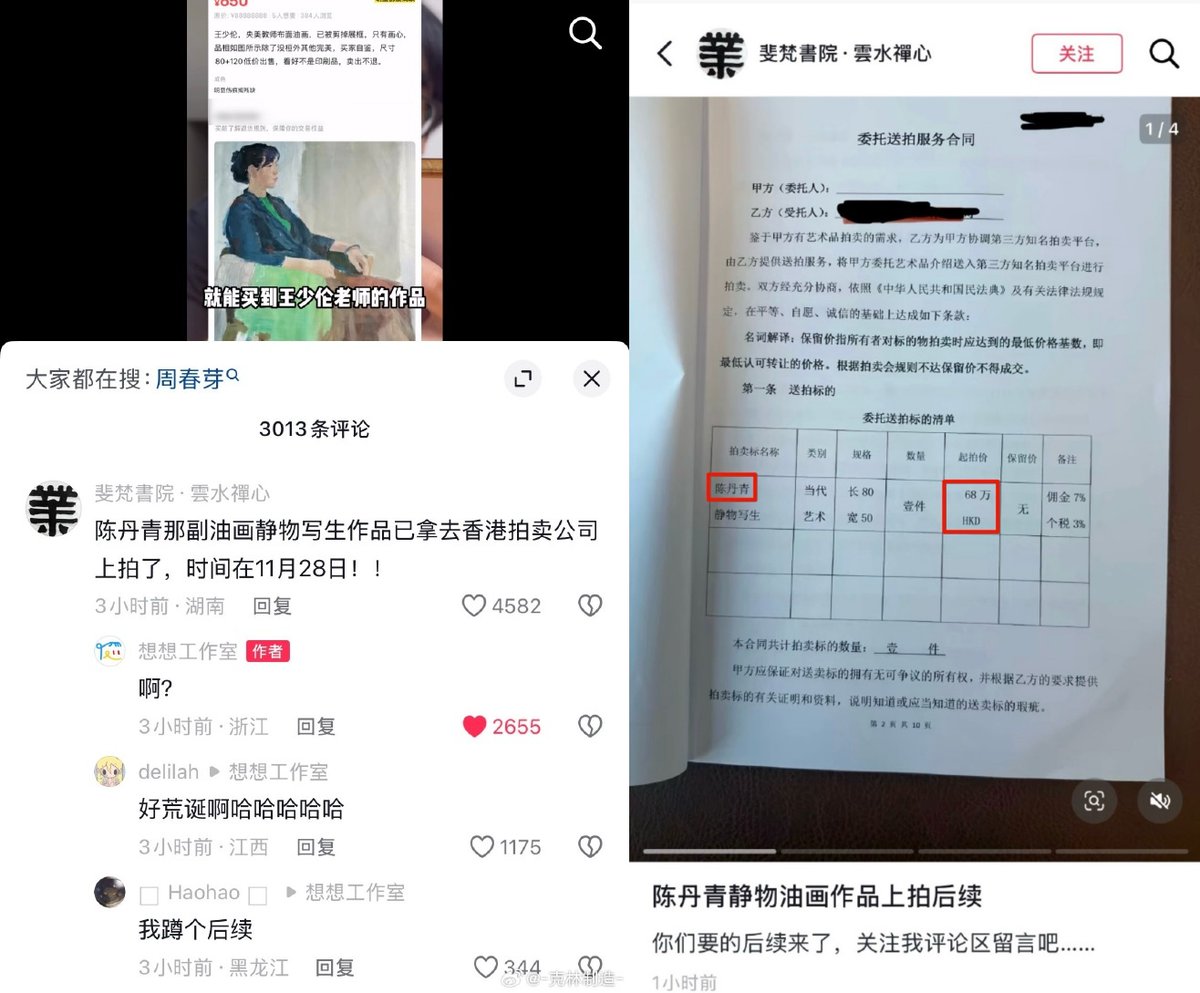 ¥650
王少伦，央美教师布面油画，已被剪掉展框，只有画心，
品相如图所示除了没框外其他完美，买家自鉴，尺寸
80+120低价出售，看好不是印刷品，卖出不退。
成色
明显伤痕或残缺
就能买到王少伦老师的作品
大家都在搜：周春芽
3013条评论
斐梵書院·雲水禪心
陈丹青那副油画静物写生作品已拿去香港拍卖公司
上拍了，时间在11月28日！！
3小时前·湖南 回复
4582
想想工作室 作者
啊?
3小时前·浙江 回复
2655
delilah ▸ 想想工作室
好荒诞啊哈哈哈哈哈
3小时前·江西 回复
1175
Haohao ▸ 想想工作室
我蹲个后续
3小时前·黑龙江 回复
344
@-克林制造-
斐梵書院·雲水禪心
关注
1/4
委托送拍服务合同
甲方（委托人）：
乙方（受托人）：
鉴于甲方有艺术品拍卖的需求，乙方为甲方协调第三方知名拍卖平台，
由乙方提供送拍服务，将甲方委托艺术品介绍送入第三方知名拍卖平台进行
拍卖。双方经充分协商，依照《中华人民共和国民法典》及有关法律法规规
定，在平等、自愿、诚信的基础上达成如下条款：
名词解译：保留价指所有者对标的物拍卖时应达到的最低价格基数，即
最低认可转让的价格。根据拍卖会规则不达保留价不得成交。
第一条 送拍标的
委托送拍标的清单
拍卖标名称 类别 规格 数量 起拍价 保留价 备注
陈丹青 当代 长80 壹件 68万 无 佣金7%
静物写生 艺术 宽50 HKD 个税3%
本合同共计拍卖标的数量：壹 件
甲方应保证对送卖标的拥有无可争议的所有权，并根据乙方的要求提供
拍卖标的有关证明和资料，说明知道或应当知道的送卖标的瑕疵。
第 2 页 共 10 页
陈丹青静物油画作品上拍后续
你们要的后续来了，关注我评论区留言吧……
1小时前